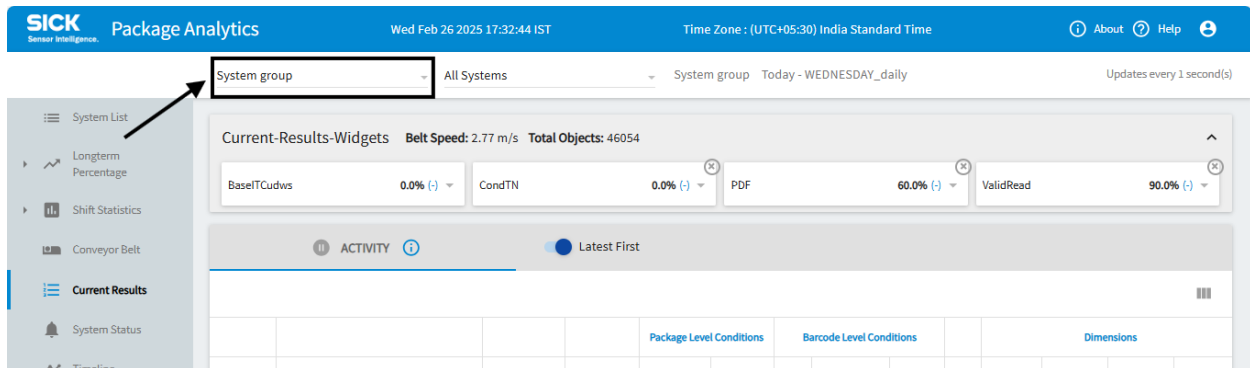 SICK
Sensor Intelligence.
Package Analytics
Wed Feb 26 2025 17:32:44 IST
Time Zone : (UTC+05:30) India Standard Time
About
Help
System group
All Systems
System group Today - WEDNESDAY_daily
Updates every 1 second(s)
System List
Longterm
Percentage
Shift Statistics
Conveyor Belt
Current Results
System Status
Timeline
Current-Results-Widgets Belt Speed: 2.77 m/s Total Objects: 46054
BaseITCudws 0.0% (-)
CondTN 0.0% (-)
PDF 60.0% (-)
ValidRead 90.0% (-)
ACTIVITY
Latest First
Package Level Conditions
Barcode Level Conditions
Dimensions